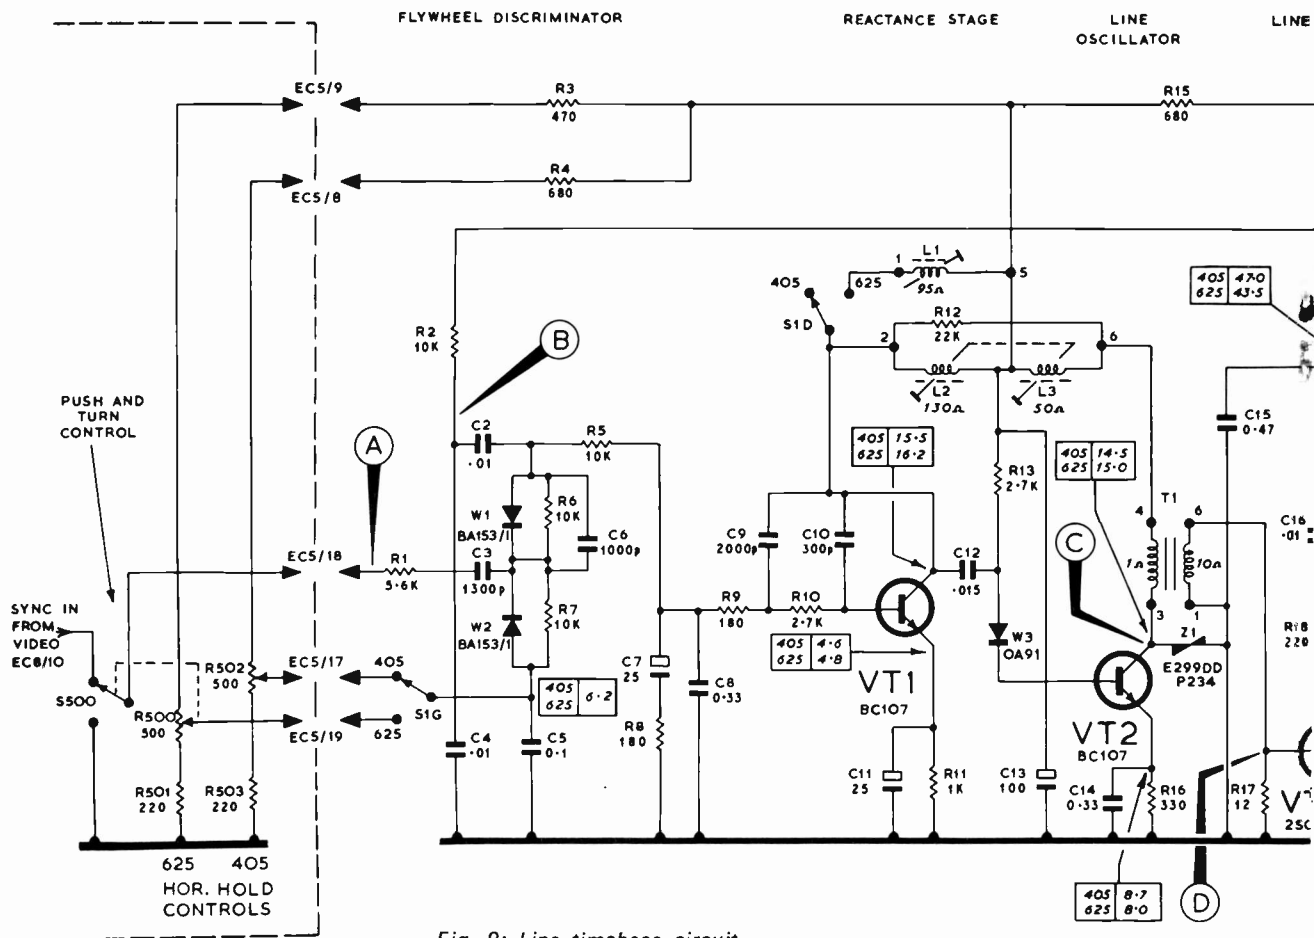 FLYWHEEL DISCRIMINATOR
REACTANCE STAGE
LINE
OSCILLATOR
LINE
EC5/9
R3
470
R15
680
EC5/8
R4
680
L1
1
5
95Ω
405
625
S1D
405 47·0
625 43·5
R2
10K
B
R12
22K
2
6
L2
130Ω
L3
50Ω
PUSH AND
TURN
CONTROL
A
C2
·01
R5
10K
405 15·5
625 16·2
R13
2·7K
405 14·5
625 15·0
C15
0·47
T1
4
6
W1
BA153/1
R6
10K
C6
1000p
C9
2000p
C10
300p
C12
·015
C
1Ω
10Ω
C16
·01
EC5/18
R1
5·6K
C3
1300p
W2
BA153/1
R7
10K
R9
180
R10
2·7K
3
1
SYNC IN
FROM
VIDEO
EC8/10
W3
OA91
Z1
E299DD
P234
R18
220
R502
500
EC5/17
405
S1G
405
625 6·2
C7
25
C8
0·33
405 4·6
625 4·8
VT1
BC107
S500
R500
500
EC5/19
625
C4
·01
C5
0·1
R8
180
VT2
BC107
R501
220
R503
220
C11
25
R11
1K
C13
100
C14
0·33
R16
330
R17
12
625
405
HOR. HOLD
CONTROLS
405 8·7
625 8·0
D
Fig. 9: Line timebase circuit